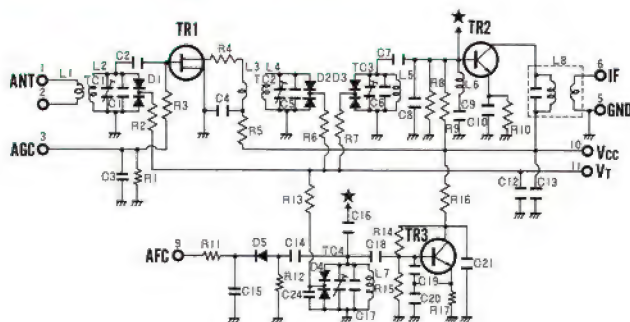 TR1
C2
R4
C7
★
TR2
ANT
1
L1
L2
TC1
C1
D1
R3
L3
L4
TC2
C5
D2
D3
TC3
C6
L5
L6
L8
6
IF
2
R2
C4
R5
R6
R7
C8
R8
R9
C9
C10
R10
5
GND
AGC
3
C3
R1
10
VCC
11
VT
R13
C12
C13
★
C16
R16
AFC
9
R11
D5
C14
TC4
C18
R14
TR3
C15
R12
D4
C24
C17
L7
R15
C19
C20
R17
C21